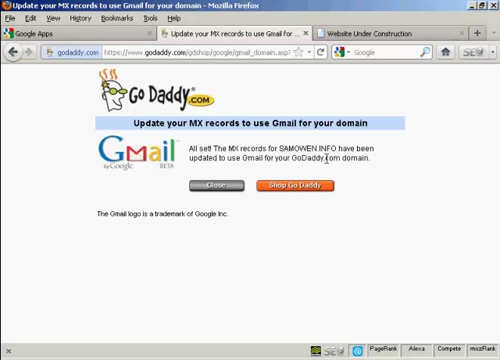 Update your MX records to use Gmail for your domain - Mozilla Firefox
File Edit View History Bookmarks Tools Help
Google Apps
Update your MX records to use Gmail for your do...
Website Under Construction
godaddy.com
https://www.godaddy.com/gdshop/google/gmail_domain.asp?
Google
Go Daddy.COM
Update your MX records to use Gmail for your domain
Gmail
by Google
BETA
All set! The MX records for SAMOWEN.INFO have been
updated to use Gmail for your GoDaddy.com domain.
Close
Shop Go Daddy
The Gmail logo is a trademark of Google Inc.
PageRank
Alexa
Compete
mozRank